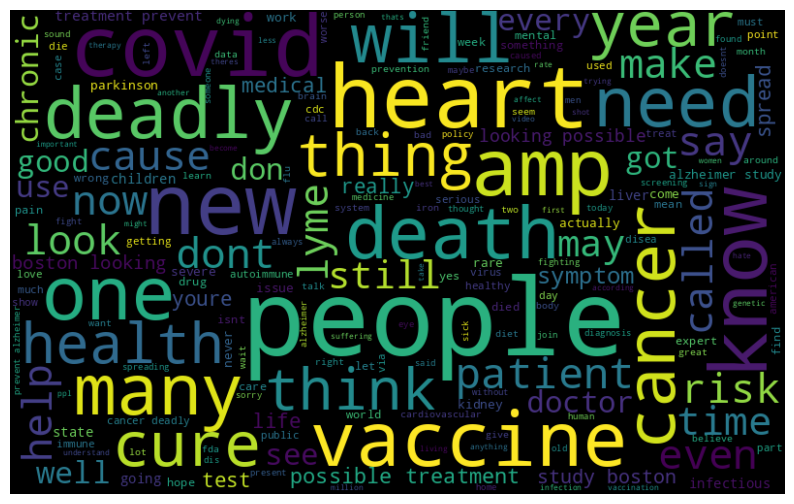 covid
will
every
year
treatment prevent
work
person
thats
dying
less
worse
must
sound
therapy
left
theres
friend
week
mental
something
caused
doesnt
found
month
point
die
case
data
another
someone
prevention
maybe
rate
used
trying
chronic
parkinson
medical
research
make
heart
need
deadly
cdc
call
brain
affect
men
shot
seem
video
spread
important
become
flu
back
bad
policy
looking possible
treat
good
cause
don
thing
amp
got
say
wrong
children
learn
really
women
around
use
now
new
medicine
best
serious
screening
sign
alzheimer study
liver
come
mean
pain
fight
might
always
system
iron
thought
two
first
today
getting
lyme
death
actually
may
called
know
look
dont
boston looking
still
rare
disea
hate
love
drug
severe
autoimmune
talk
take
yes
virus
fighting
symptom
according
american
much
show
youre
issue
healthy
died
day
body
genetic
one
people
cancer
want
isnt
alzheimer
suffering
eye
sick
diet
join
diagnosis
expert
great
find
prevent alzheimer
health
spreading
never
wait
right
let
said
via
help
many
ppl
sorry
care
think
patient
without
risk
cancer deadly
life
world
cardiovascular
kidney
doctor
time
state
immune
public
human
believe
cure
see
vaccine
lot
fda
dis
understand
give
anything
old
part
even
well
going
hope
test
present
possible treatment
million
living
home
study boston
infection
vaccination
infectious